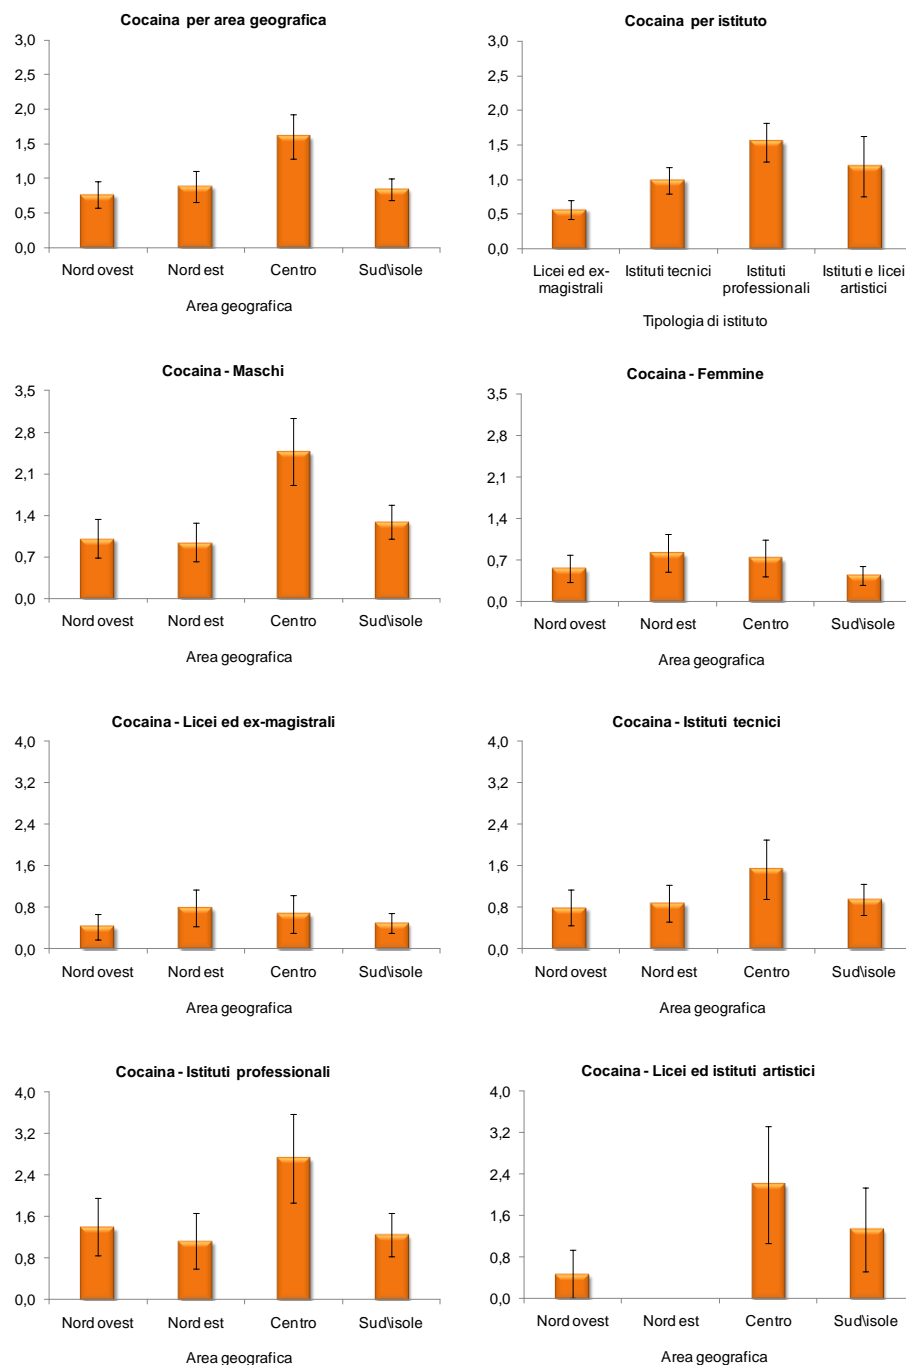 Cocaina per area geografica
3,0
2,5
2,0
1,5
1,0
0,5
0,0
Nord ovest Nord est Centro Sud\isole
Area geografica
Cocaina per istituto
3,0
2,5
2,0
1,5
1,0
0,5
0,0
Licei ed ex- Istituti tecnici Istituti Istituti e licei
magistrali professionali artistici
Tipologia di istituto
Cocaina - Maschi
3,5
2,8
2,1
1,4
0,7
0,0
Nord ovest Nord est Centro Sud\isole
Area geografica
Cocaina - Femmine
3,5
2,8
2,1
1,4
0,7
0,0
Nord ovest Nord est Centro Sud\isole
Area geografica
Cocaina - Licei ed ex-magistrali
4,0
3,2
2,4
1,6
0,8
0,0
Nord ovest Nord est Centro Sud\isole
Area geografica
Cocaina - Istituti tecnici
4,0
3,2
2,4
1,6
0,8
0,0
Nord ovest Nord est Centro Sud\isole
Area geografica
Cocaina - Istituti professionali
4,0
3,2
2,4
1,6
0,8
0,0
Nord ovest Nord est Centro Sud\isole
Area geografica
Cocaina - Licei ed istituti artistici
4,0
3,2
2,4
1,6
0,8
0,0
Nord ovest Nord est Centro Sud\isole
Area geografica